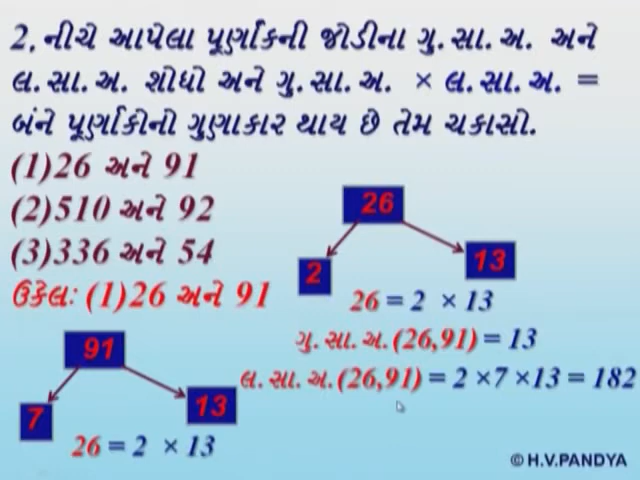 2. નીચે આપેલા પૂર્ણાંકની જોડીના ગુ. સા. અ. અને
લ. સા. અ. શોધો અને ગુ. સા. અ. × લ. સા. અ. =
બંને પૂર્ણાંકોનો ગુણાકાર થાય છે તેમ ચકાસો.
(1)26 અને 91
(2)510 અને 92
(3)336 અને 54
ઉકેલઃ (1)26 અને 91
26
2
13
26 = 2 × 13
ગુ. સા. અ.(26,91) = 13
91
લ. સા. અ.(26,91) = 2 ×7 ×13 = 182
7
13
26 = 2 × 13
© H.V.PANDYA